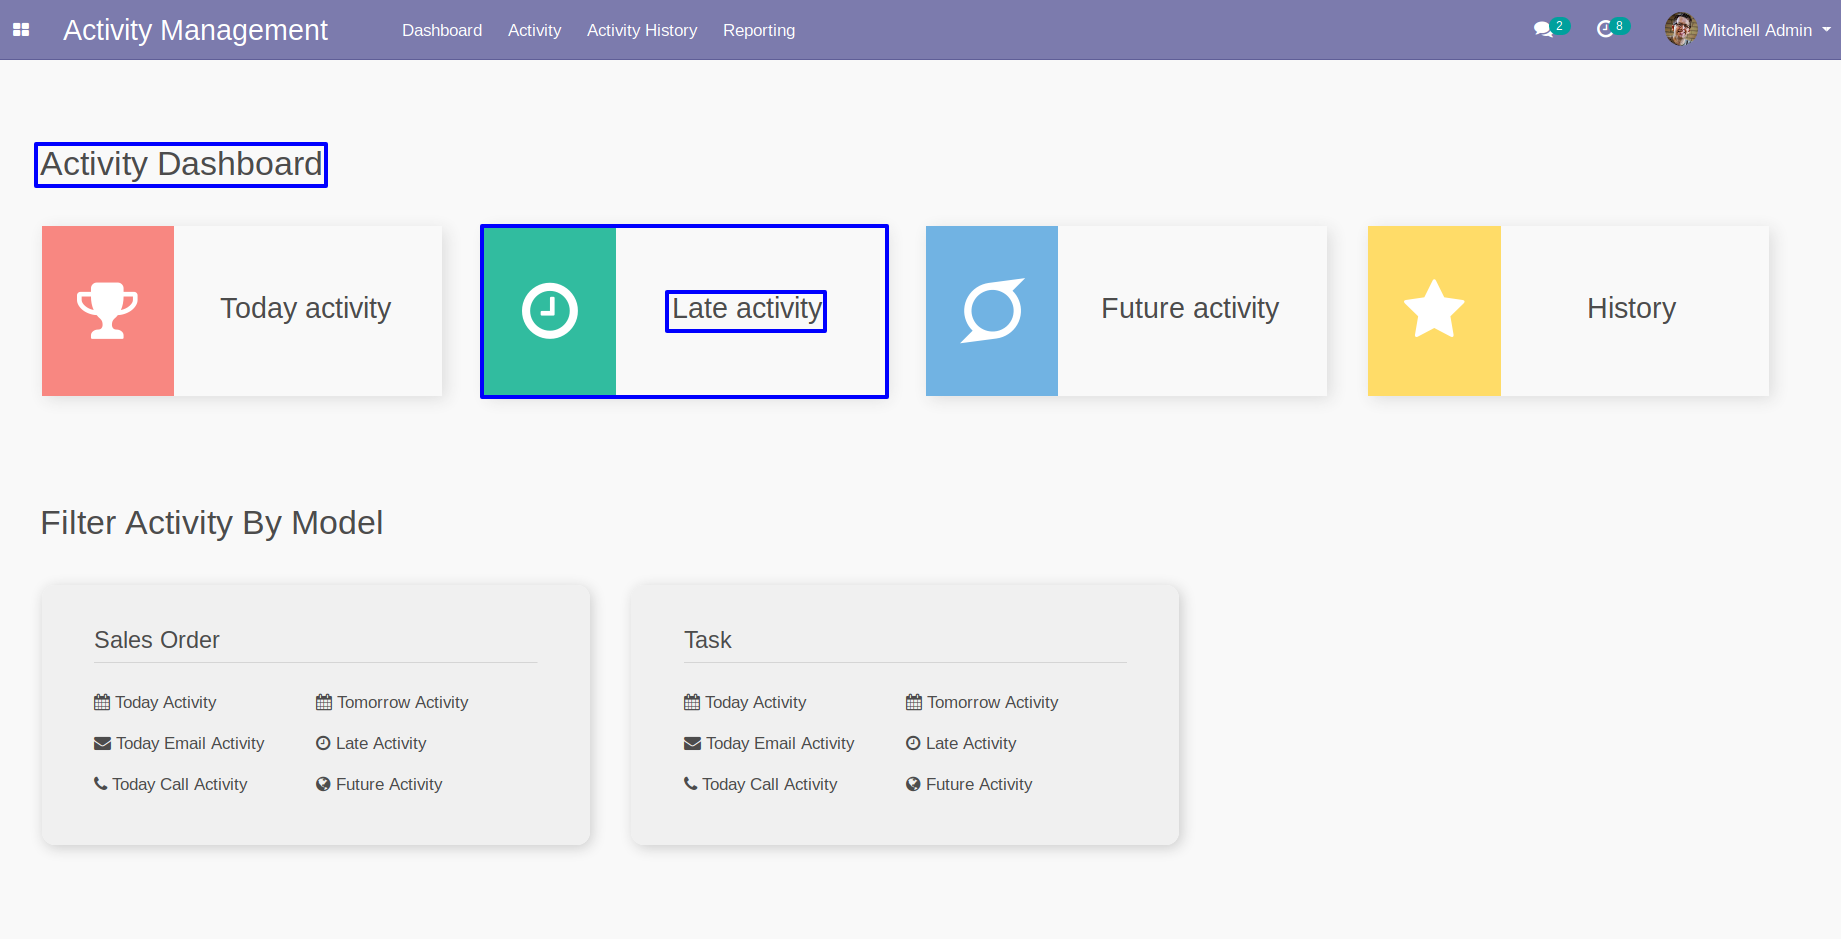 Activity Management
Dashboard Activity Activity History Reporting
2 8 Mitchell Admin
Activity Dashboard
Today activity
Late activity
Future activity
History
Filter Activity By Model
Sales Order
Today Activity Tomorrow Activity
Today Email Activity Late Activity
Today Call Activity Future Activity
Task
Today Activity Tomorrow Activity
Today Email Activity Late Activity
Today Call Activity Future Activity